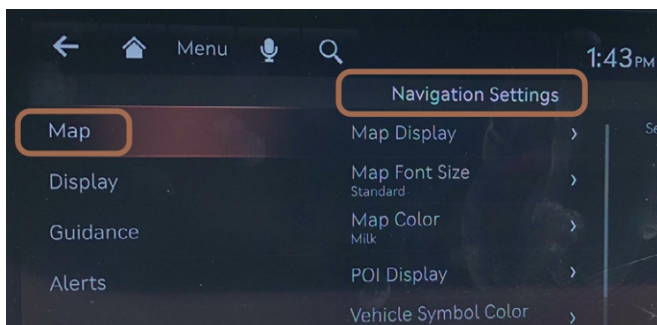 Menu
1:43PM
Navigation Settings
Map
Display
Guidance
Alerts
Map Display
Map Font Size
Standard
Map Color
Milk
POI Display
Vehicle Symbol Color